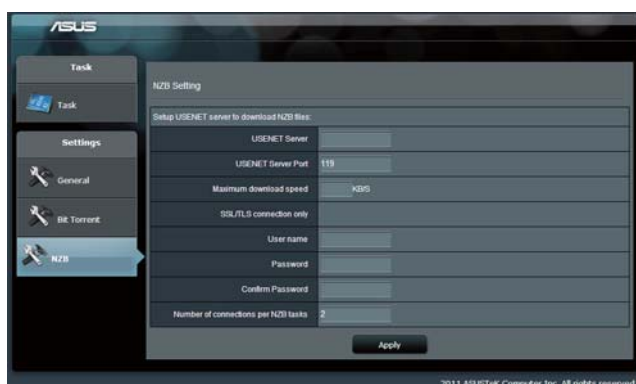 ASUS
Task
Task
Settings
General
Bit Torrent
NZB
NZB Setting
Setup USENET server to download NZB files:
USENET Server
USENET Server Port 119
Maximum download speed KB/S
SSL/TLS connection only
User name
Password
Confirm Password
Number of connections per NZB tasks 2
Apply
2011 ASUSTeK Computer Inc. All rights reserved